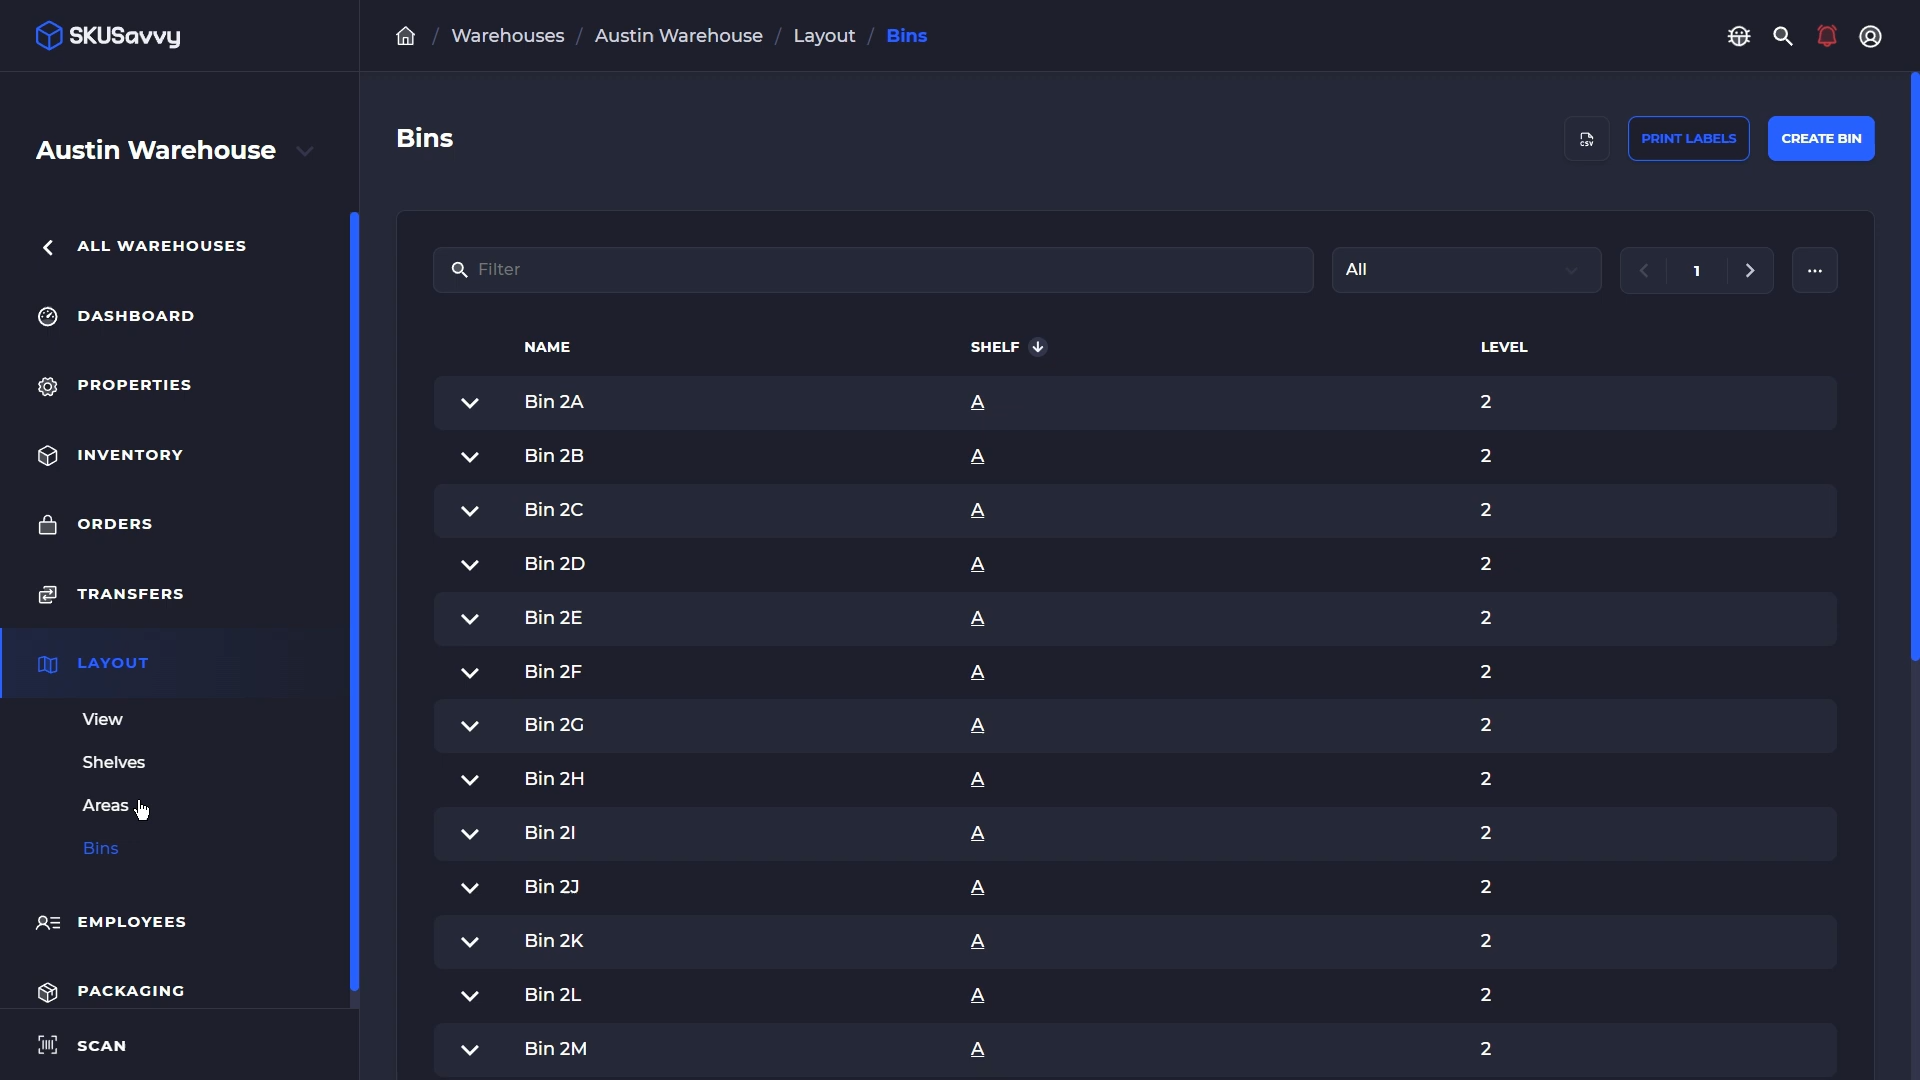 SKUSavvy
/ Warehouses / Austin Warehouse / Layout / Bins
Austin Warehouse
ALL WAREHOUSES
DASHBOARD
PROPERTIES
INVENTORY
ORDERS
TRANSFERS
LAYOUT
View
Shelves
Areas
Bins
EMPLOYEES
PACKAGING
SCAN
Bins
CSV
PRINT LABELS
CREATE BIN
Filter
All
1
...
NAME SHELF LEVEL
Bin 2A A 2
Bin 2B A 2
Bin 2C A 2
Bin 2D A 2
Bin 2E A 2
Bin 2F A 2
Bin 2G A 2
Bin 2H A 2
Bin 2I A 2
Bin 2J A 2
Bin 2K A 2
Bin 2L A 2
Bin 2M A 2